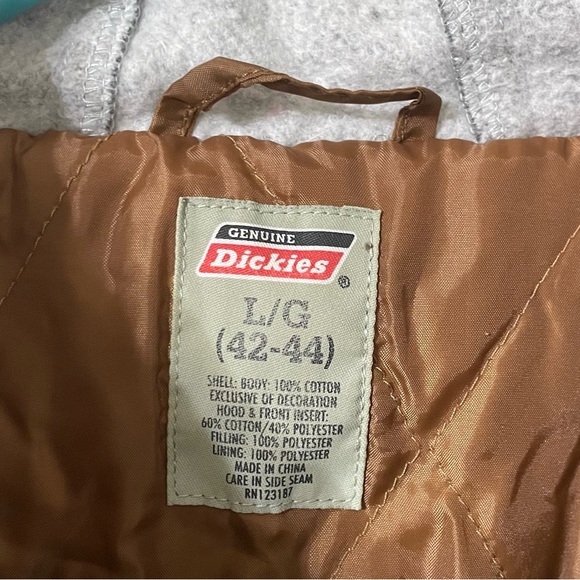 GENUINE
Dickies®
L/G
(42-44)
SHELL: BODY: 100% COTTON
EXCLUSIVE OF DECORATION
HOOD & FRONT INSERT:
60% COTTON/40% POLYESTER
FILLING: 100% POLYESTER
LINING: 100% POLYESTER
MADE IN CHINA
CARE IN SIDE SEAM
RN123187